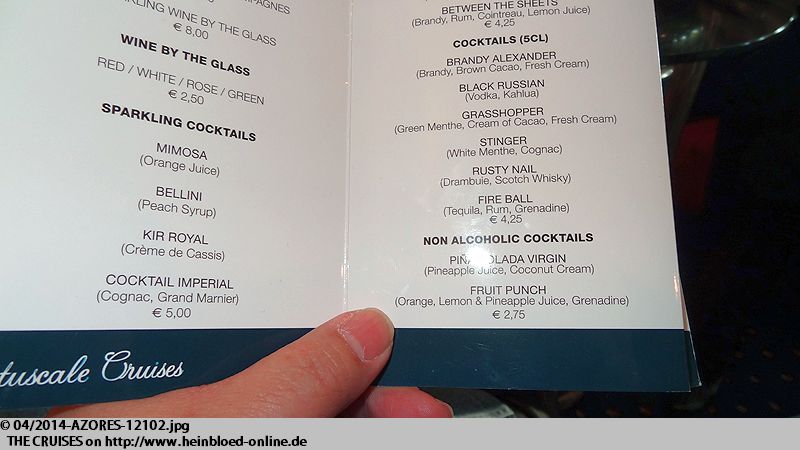 SPARKLING WINE BY THE GLASS
€ 8,00
WINE BY THE GLASS
RED / WHITE / ROSE / GREEN
€ 2,50
SPARKLING COCKTAILS
MIMOSA
(Orange Juice)
BELLINI
(Peach Syrup)
KIR ROYAL
(Crème de Cassis)
COCKTAIL IMPERIAL
(Cognac, Grand Marnier)
€ 5,00
tuscale Cruises
BETWEEN THE SHEETS
(Brandy, Rum, Cointreau, Lemon Juice)
€ 4,25
COCKTAILS (5CL)
BRANDY ALEXANDER
(Brandy, Brown Cacao, Fresh Cream)
BLACK RUSSIAN
(Vodka, Kahlua)
GRASSHOPPER
(Green Menthe, Cream of Cacao, Fresh Cream)
STINGER
(White Menthe, Cognac)
RUSTY NAIL
(Drambuie, Scotch Whisky)
FIRE BALL
(Tequila, Rum, Grenadine)
€ 4,25
NON ALCOHOLIC COCKTAILS
PIÑA COLADA VIRGIN
(Pineapple Juice, Coconut Cream)
FRUIT PUNCH
(Orange, Lemon & Pineapple Juice, Grenadine)
€ 2,75
© 04/2014-AZORES-12102.jpg
THE CRUISES on http://www.heinbloed-online.de